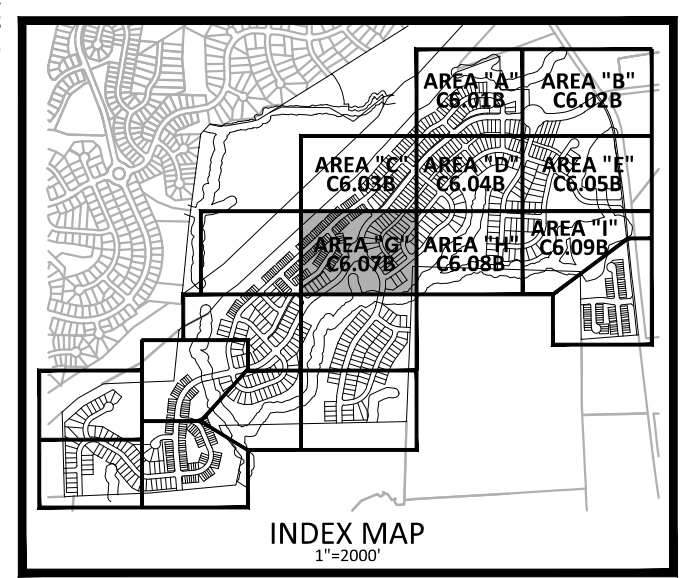 AREA "A"
C6.01B
AREA "B"
C6.02B
AREA "C"
C6.03B
AREA "D"
C6.04B
AREA "E"
C6.05B
AREA "G"
C6.07B
AREA "H"
C6.08B
AREA "I"
C6.09B
INDEX MAP
1"=2000'